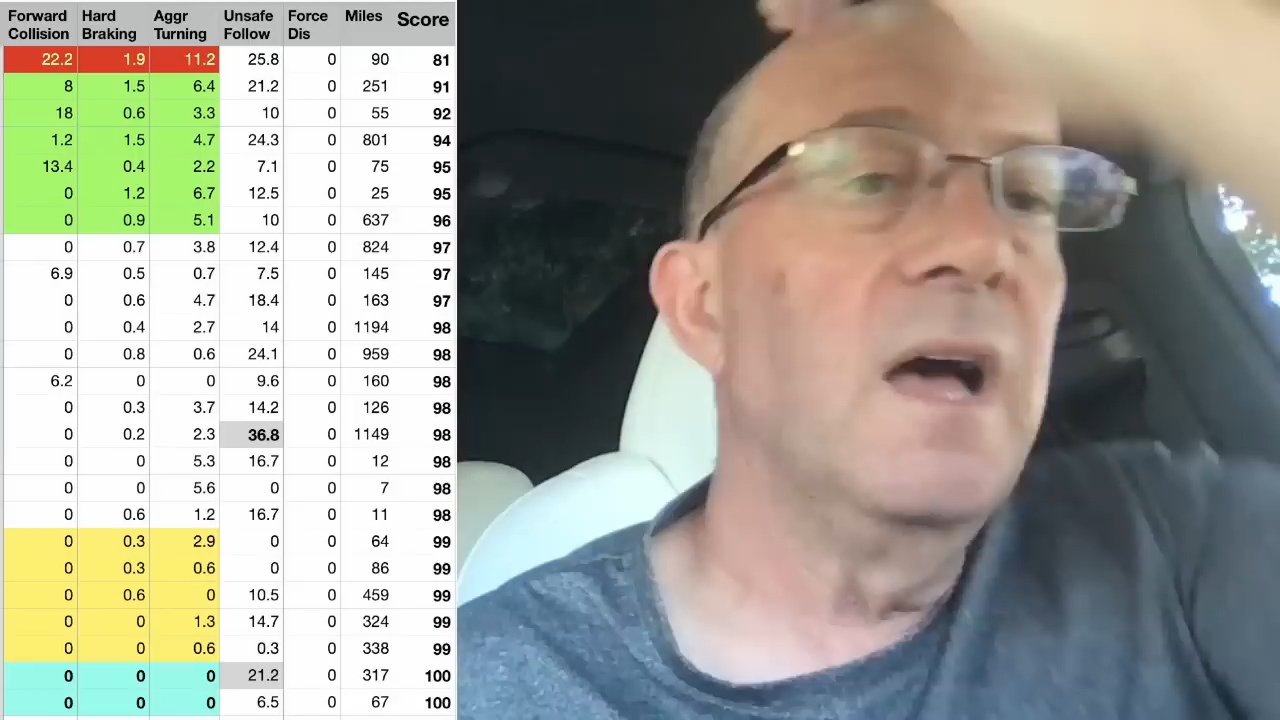 Forward Collision Hard Braking Aggr Turning Unsafe Follow Force Dis Miles Score
22.2 1.9 11.2 25.8 0 90 81
8 1.5 6.4 21.2 0 251 91
18 0.6 3.3 10 0 55 92
1.2 1.5 4.7 24.3 0 801 94
13.4 0.4 2.2 7.1 0 75 95
0 1.2 6.7 12.5 0 25 95
0 0.9 5.1 10 0 637 96
0 0.7 3.8 12.4 0 824 97
6.9 0.5 0.7 7.5 0 145 97
0 0.6 4.7 18.4 0 163 97
0 0.4 2.7 14 0 1194 98
0 0.8 0.6 24.1 0 959 98
6.2 0 0 9.6 0 160 98
0 0.3 3.7 14.2 0 126 98
0 0.2 2.3 36.8 0 1149 98
0 0 5.3 16.7 0 12 98
0 0 5.6 0 0 7 98
0 0.6 1.2 16.7 0 11 98
0 0.3 2.9 0 0 64 99
0 0.3 0.6 0 0 86 99
0 0.6 0 10.5 0 459 99
0 0 1.3 14.7 0 324 99
0 0 0.6 0.3 0 338 99
0 0 0 21.2 0 317 100
0 0 0 6.5 0 67 100